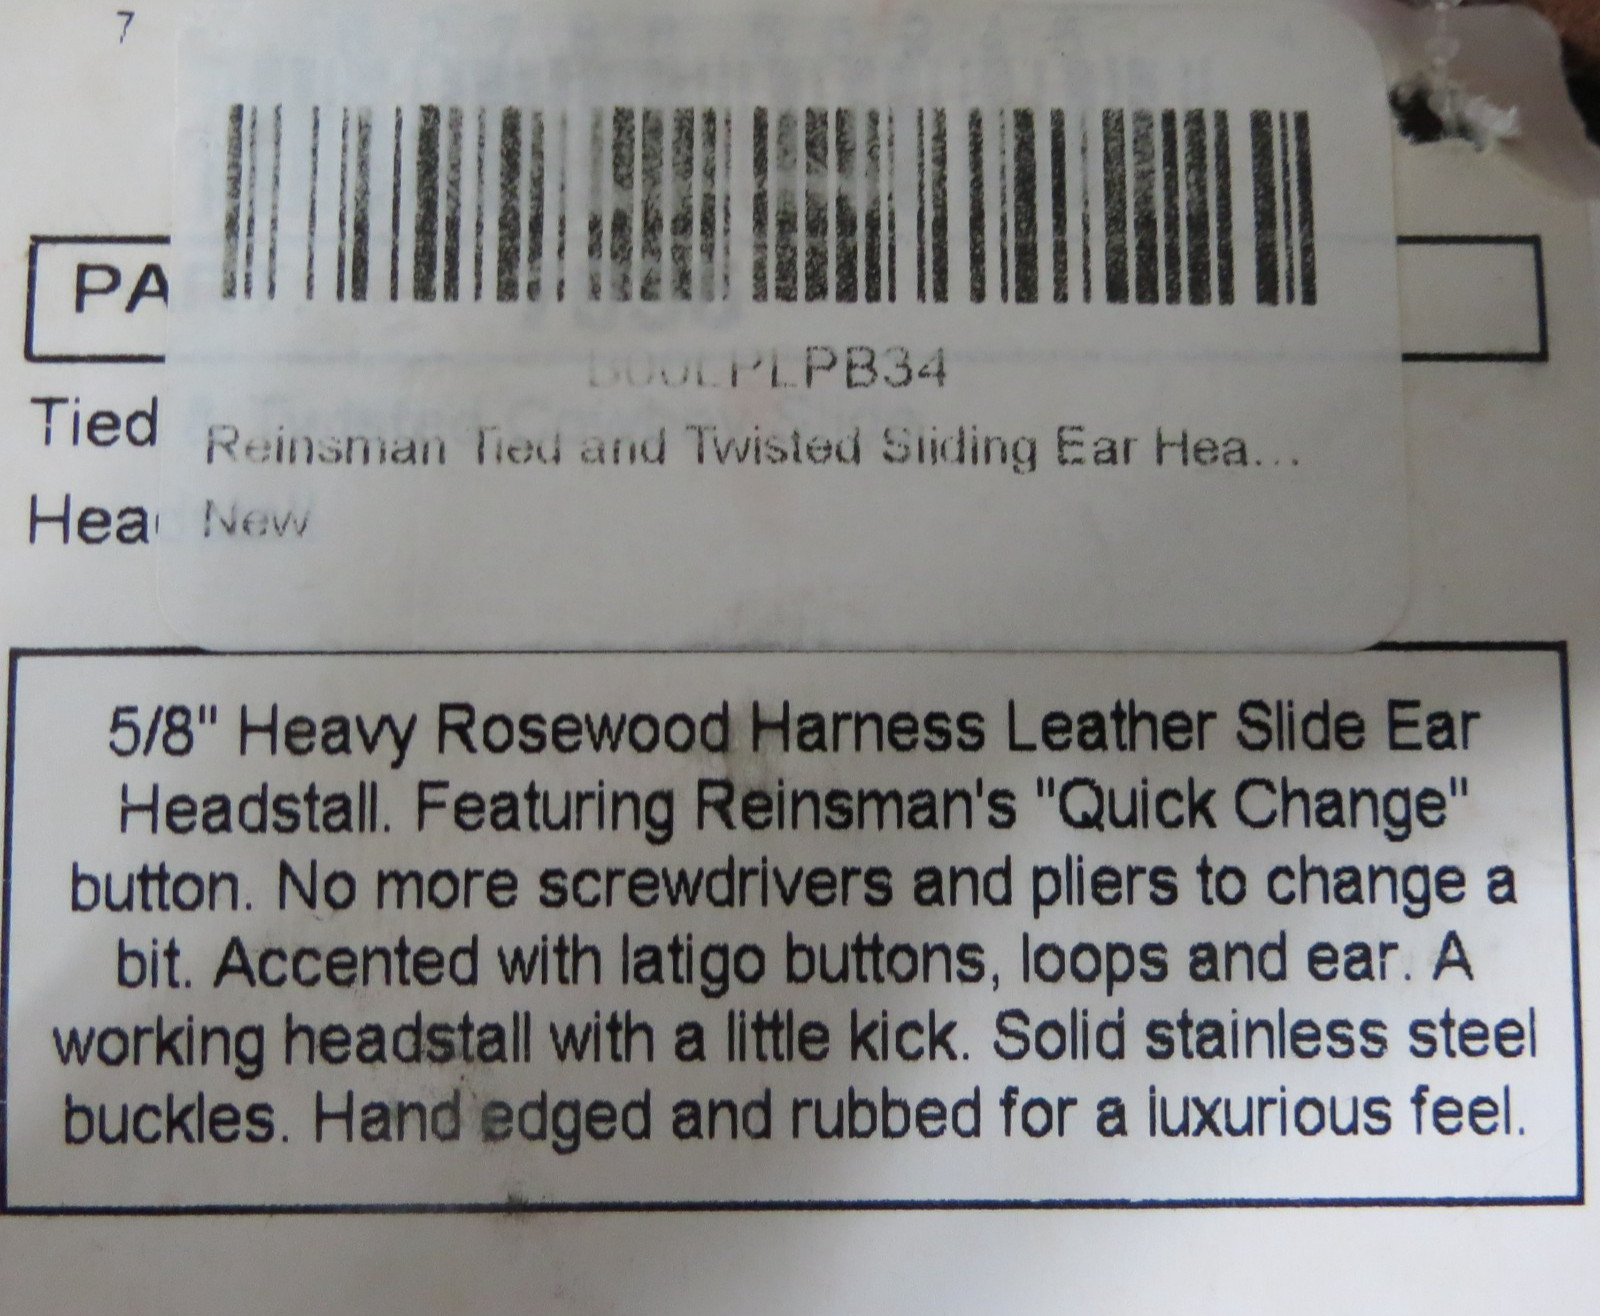 7
PA
B00LPLPB34
Tied
Reinsman Tied and Twisted Sliding Ear Hea...
Hea
New
5/8" Heavy Rosewood Harness Leather Slide Ear
Headstall. Featuring Reinsman's "Quick Change"
button. No more screwdrivers and pliers to change a
bit. Accented with latigo buttons, loops and ear. A
working headstall with a little kick. Solid stainless steel
buckles. Hand edged and rubbed for a luxurious feel.